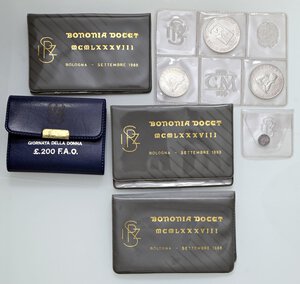 BONONIA DOCET
MCMLXXXVIII
BOLOGNA - SETTEMBRE 1988
GIORNATA DELLA DONNA
£.200 F.A.O.
BONONIA DOCET
MCMLXXXVIII
BOLOGNA - SETTEMBRE 1988
BONONIA DOCET
MCMLXXXVIII
BOLOGNA - SETTEMBRE 1988